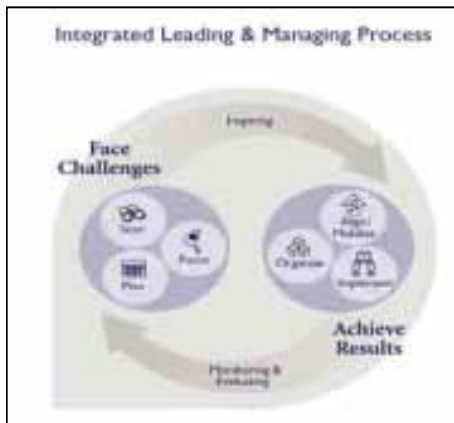 Integrated Leading & Managing Process
Inspiring
Face
Challenges
Scan
Focus
Plan
Align/
Mobilize
Organize
Implement
Achieve
Results
Monitoring &
Evaluating